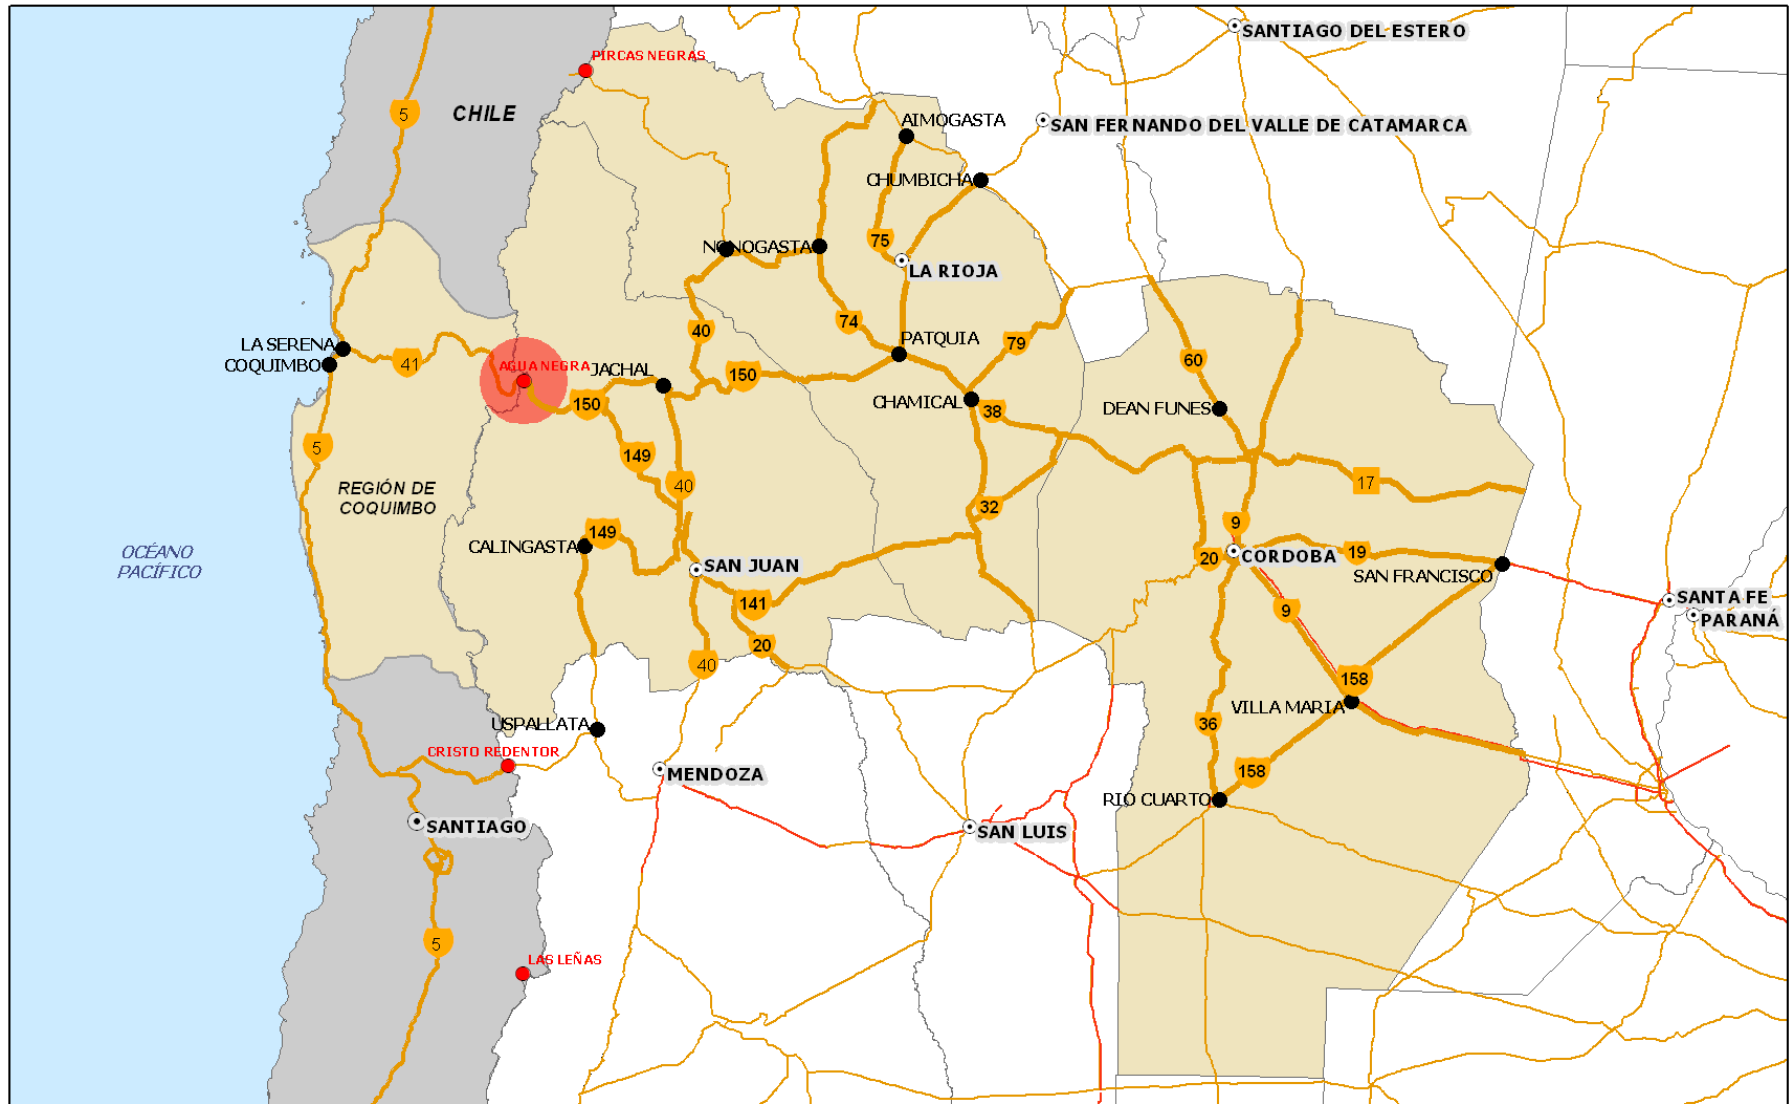 SANTIAGO DEL ESTERO
PIRCAS NEGRAS
5
CHILE
AIMOGASTA
SAN FERNANDO DEL VALLE DE CATAMARCA
CHUMBICHA
NONOGASTA
75
LA RIOJA
40
74
79
LA SERENA
PATQUIA
60
COQUIMBO
41
AGUA NEGRA
JACHAL
150
150
CHAMICAL
38
DEAN FUNES
5
149
40
17
REGIÓN DE
COQUIMBO
32
149
9
CALINGASTA
OCÉANO
PACÍFICO
SAN JUAN
20
CORDOBA
19
SAN FRANCISCO
141
9
SANTA FE
PARANÁ
20
40
158
USPALLATA
36
VILLA MARIA
CRISTO REDENTOR
MENDOZA
158
RIO CUARTO
SANTIAGO
SAN LUIS
5
LAS LEÑAS